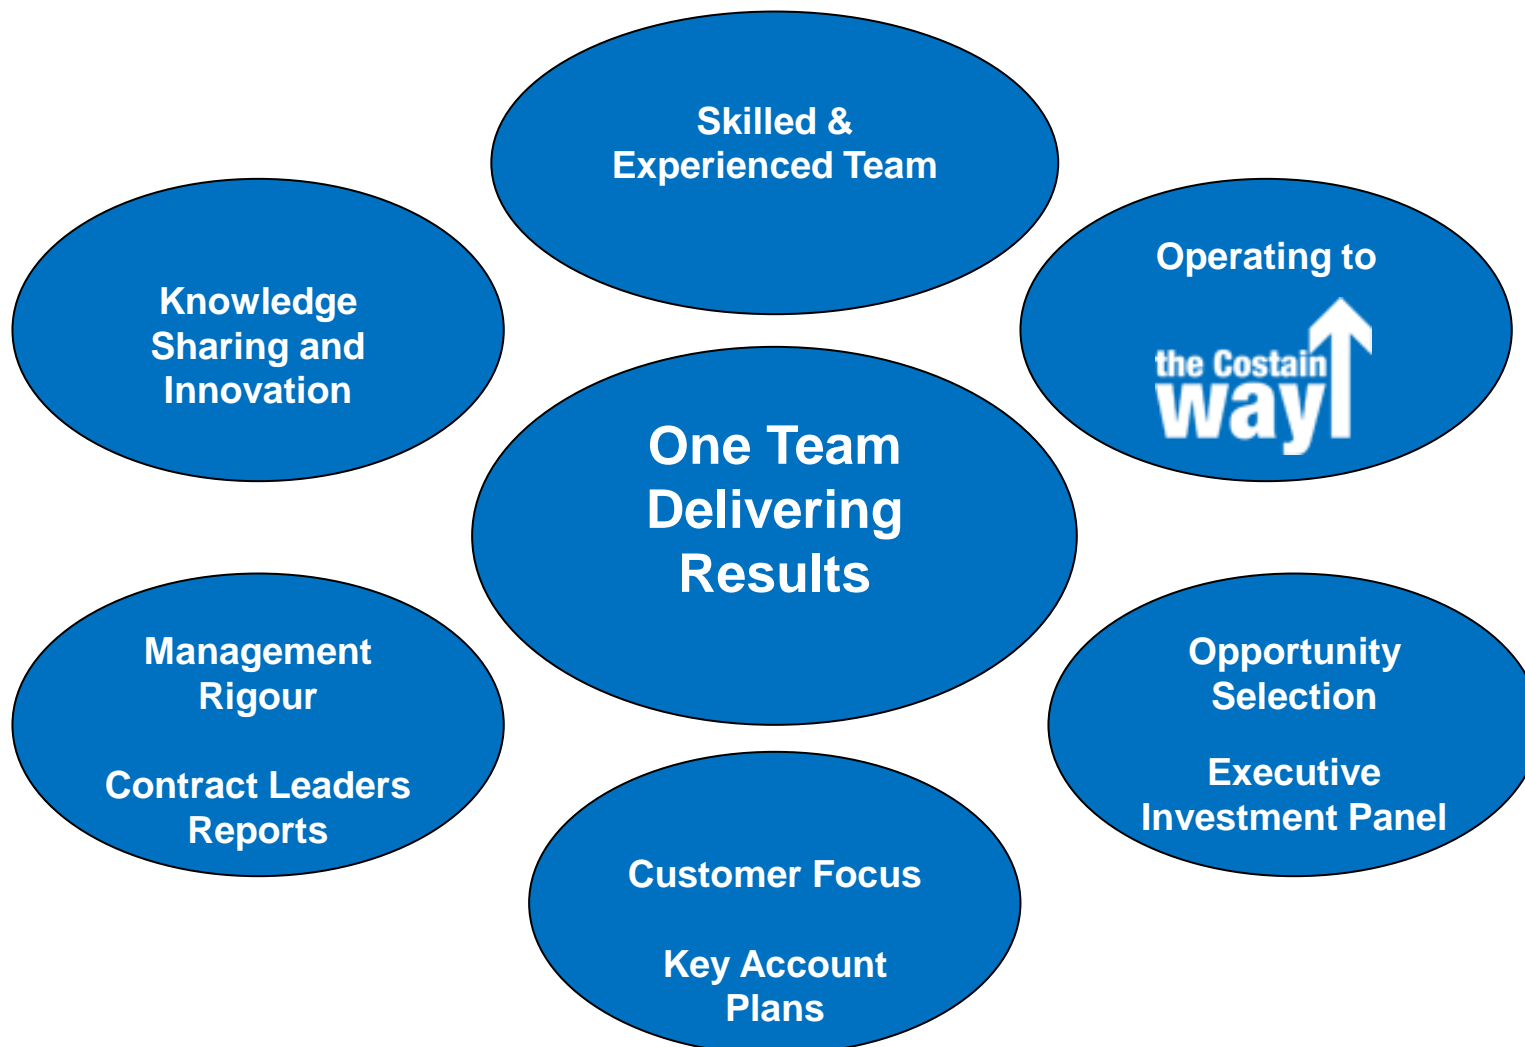 Skilled &
Experienced Team
Operating to
the Costain
way
Knowledge
Sharing and
Innovation
One Team
Delivering
Results
Management
Rigour
Contract Leaders
Reports
Opportunity
Selection
Executive
Investment Panel
Customer Focus
Key Account
Plans